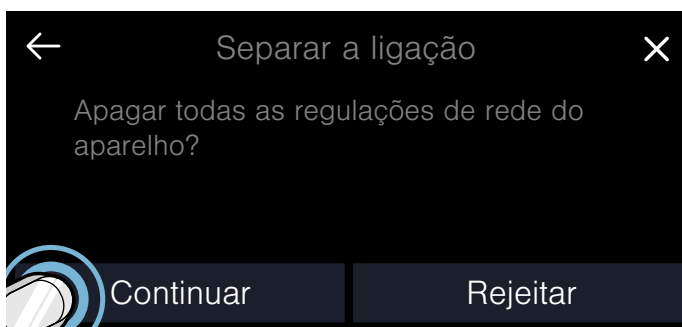 Separar a ligação
Apagar todas as regulações de rede do
aparelho?
Continuar
Rejeitar